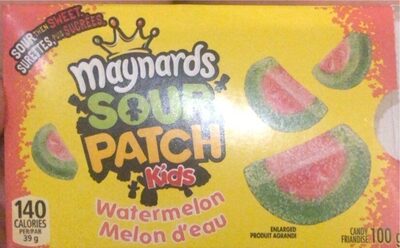 SOUR THEN SWEET.
SURETTES, PUIS SUCRÉES.
Maynards
SOUR
PATCH
Kids
Watermelon
Melon d'eau
140
CALORIES
PER/PAR
39 g
ENLARGED
PRODUIT AGRANDI
CANDY
FRIANDISE 100 g